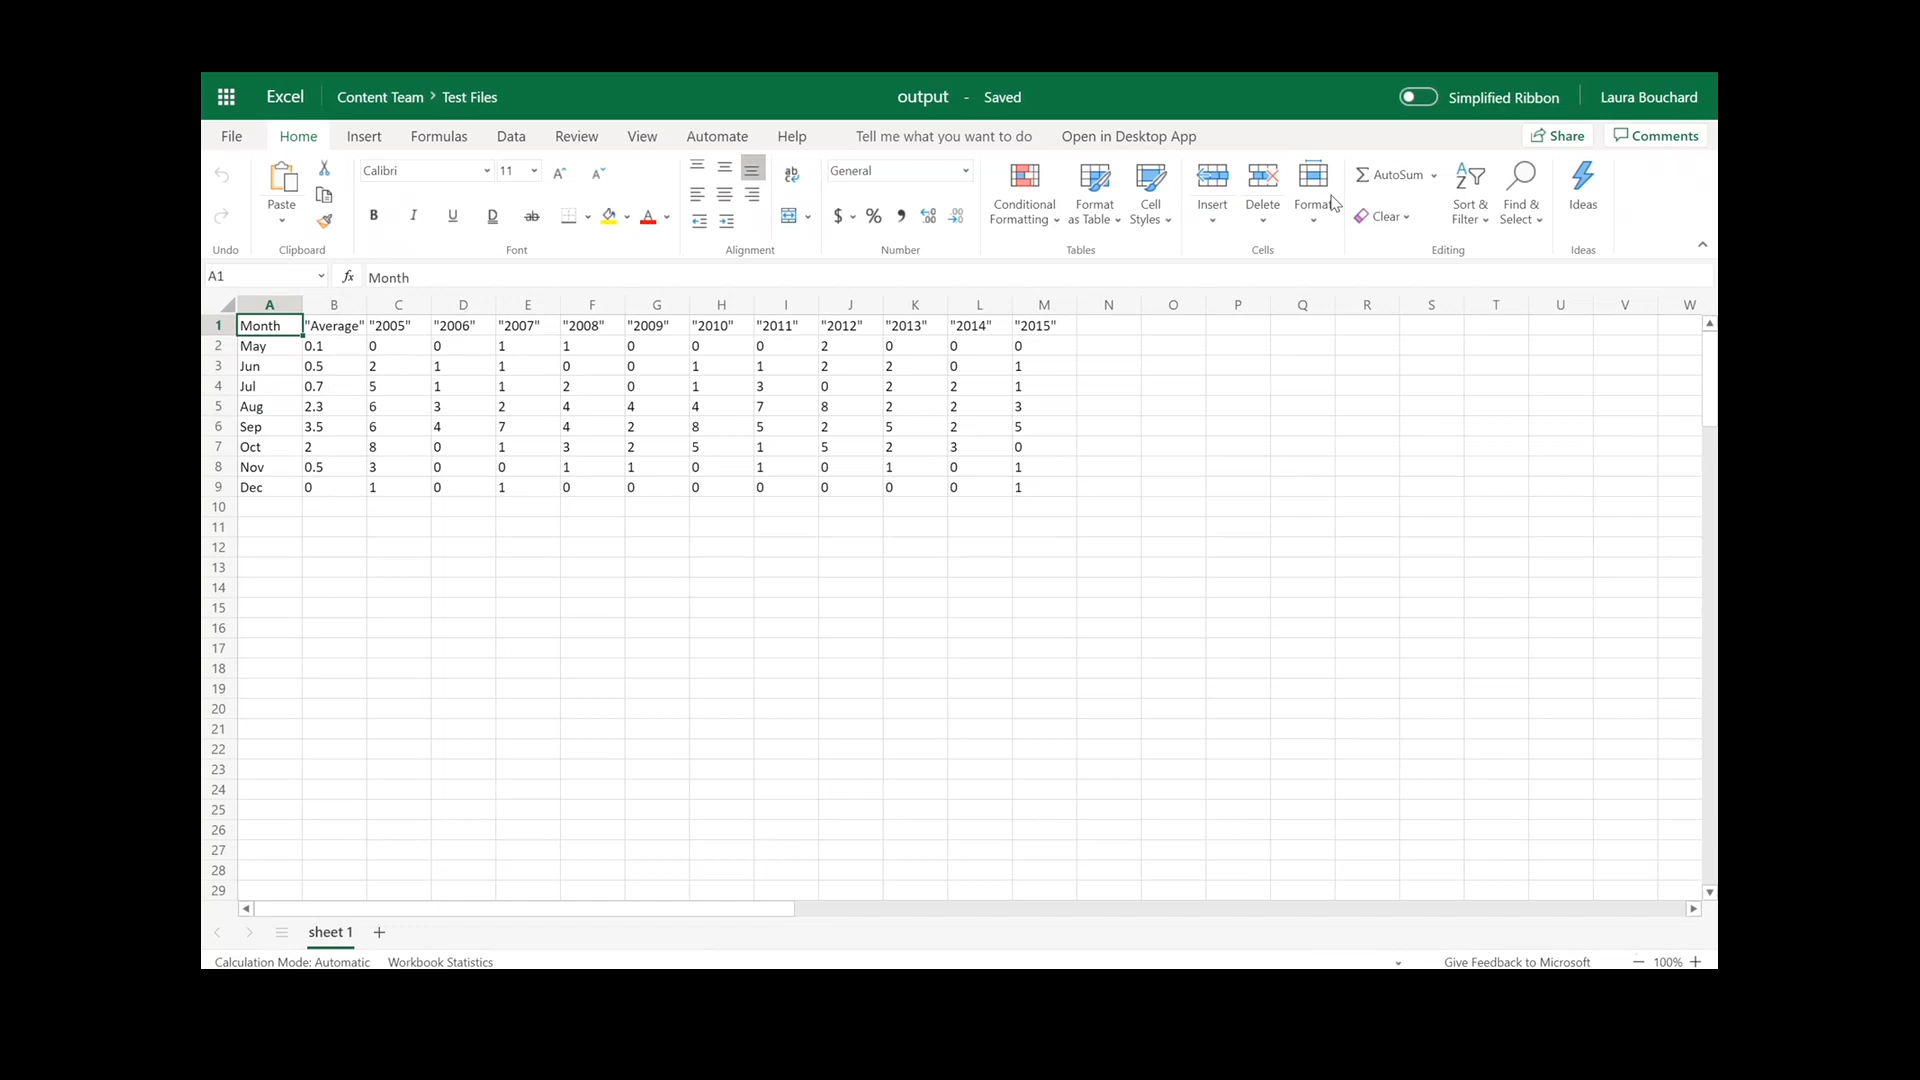 Excel Content Team > Test Files output - Saved Simplified Ribbon Laura Bouchard
File Home Insert Formulas Data Review View Automate Help Tell me what you want to do Open in Desktop App Share Comments
Calibri 11 General AutoSum
Paste Conditional Formatting Format as Table Cell Styles Insert Delete Format Clear Sort & Filter Find & Select Ideas
Undo Clipboard Font Alignment Number Tables Cells Editing Ideas
A1 fx Month
A B C D E F G H I J K L M N O P Q R S T U V W
1 Month "Average" "2005" "2006" "2007" "2008" "2009" "2010" "2011" "2012" "2013" "2014" "2015"
2 May 0.1 0 0 1 1 0 0 0 2 0 0 0
3 Jun 0.5 2 1 1 0 0 1 1 2 2 0 1
4 Jul 0.7 5 1 1 2 0 1 3 0 2 2 1
5 Aug 2.3 6 3 2 4 4 4 7 8 2 2 3
6 Sep 3.5 6 4 7 4 2 8 5 2 5 2 5
7 Oct 2 8 0 1 3 2 5 1 5 2 3 0
8 Nov 0.5 3 0 0 1 1 0 1 0 1 0 1
9 Dec 0 1 0 1 0 0 0 0 0 0 0 1
10
11
12
13
14
15
16
17
18
19
20
21
22
23
24
25
26
27
28
29
sheet 1
Calculation Mode: Automatic Workbook Statistics Give Feedback to Microsoft 100%